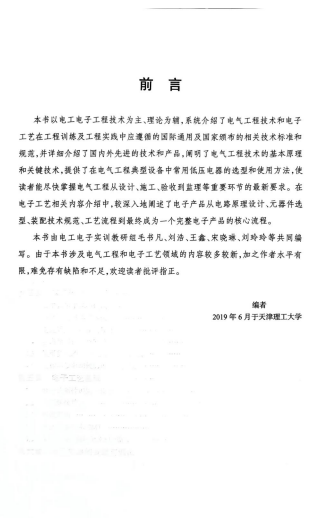 前 言
本书以电工电子工程技术为主、理论为辅,系统介绍了电气工程技术和电子
工艺在工程训练及工程实践中应遵循的国际通用及国家颁布的相关技术标准和
规范,并详细介绍了国内外先进的技术和产品,阐明了电气工程技术的基本原理
和关键技术,提供了在电气工程典型设备中常用低压电器的选型和使用方法,使
读者能尽快掌握电气工程从设计、施工、验收到监理等重要环节的最新要求。在
电子工艺相关内容介绍中,较深入地阐述了电子产品从电路原理设计、元器件选
型、装配技术规范、工艺流程到最终成为一个完整电子产品的核心流程。
本书由电工电子实训教研组毛书凡、刘浩、王鑫、宋晓琳、刘玲玲等共同编
写。由于本书涉及电气工程和电子工艺领域的内容较多较新,加之作者水平有
限,难免存有缺陷和不足,欢迎读者批评指正。
编者
2019 年 6 月于天津理工大学